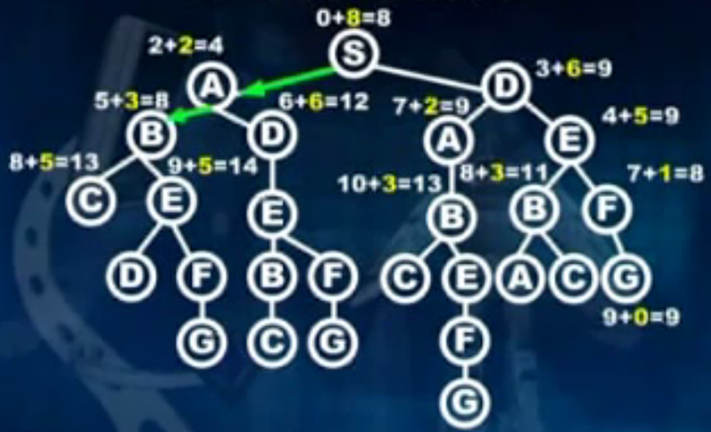 0+8=8
S
2+2=4
A
3+6=9
D
5+3=8
B
6+6=12
D
7+2=9
A
4+5=9
E
8+5=13
C
9+5=14
E
E
10+3=13
B
8+3=11
B
7+1=8
F
D F B F C E A C G
9+0=9
G C G F
G